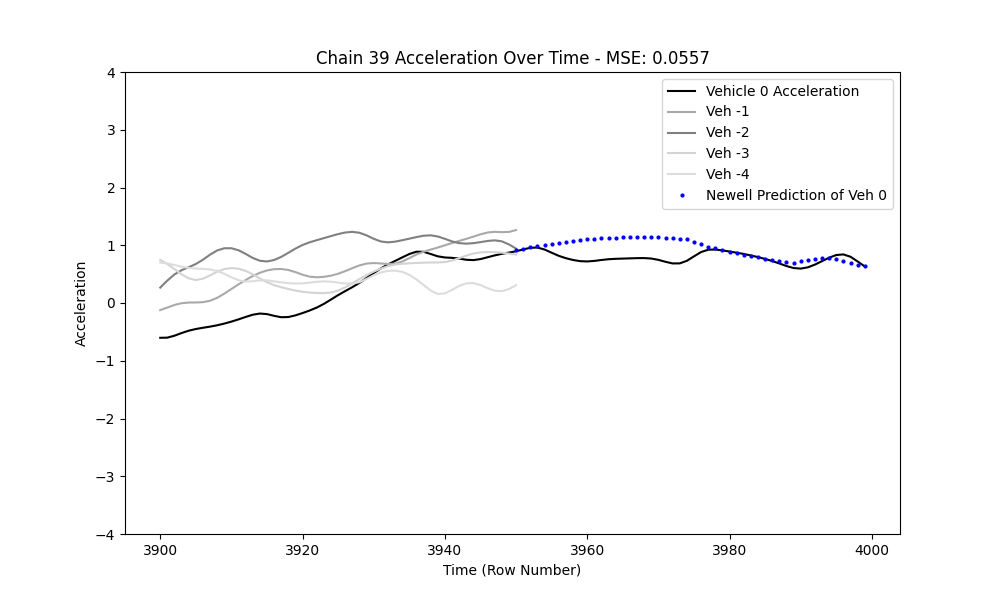 Chain 39 Acceleration Over Time - MSE: 0.0557
Vehicle 0 Acceleration
Veh -1
Veh -2
Veh -3
Veh -4
Newell Prediction of Veh 0
Acceleration
4
3
2
1
0
−1
−2
−3
−4
3900
3920
3940
3960
3980
4000
Time (Row Number)